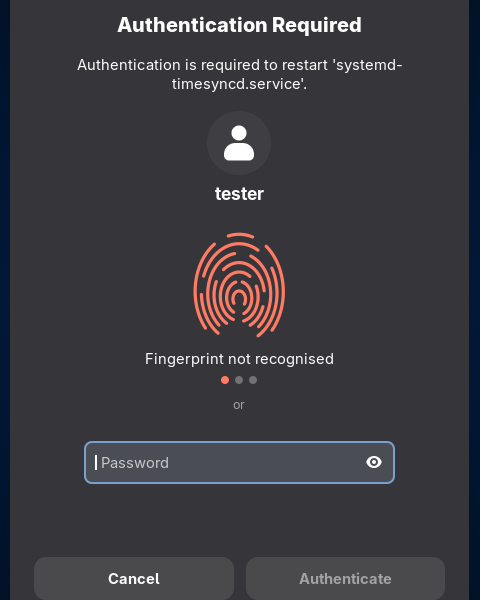 Authentication Required
Authentication is required to restart 'systemd-
timesyncd.service'.
tester
Fingerprint not recognised
or
Password
Cancel
Authenticate